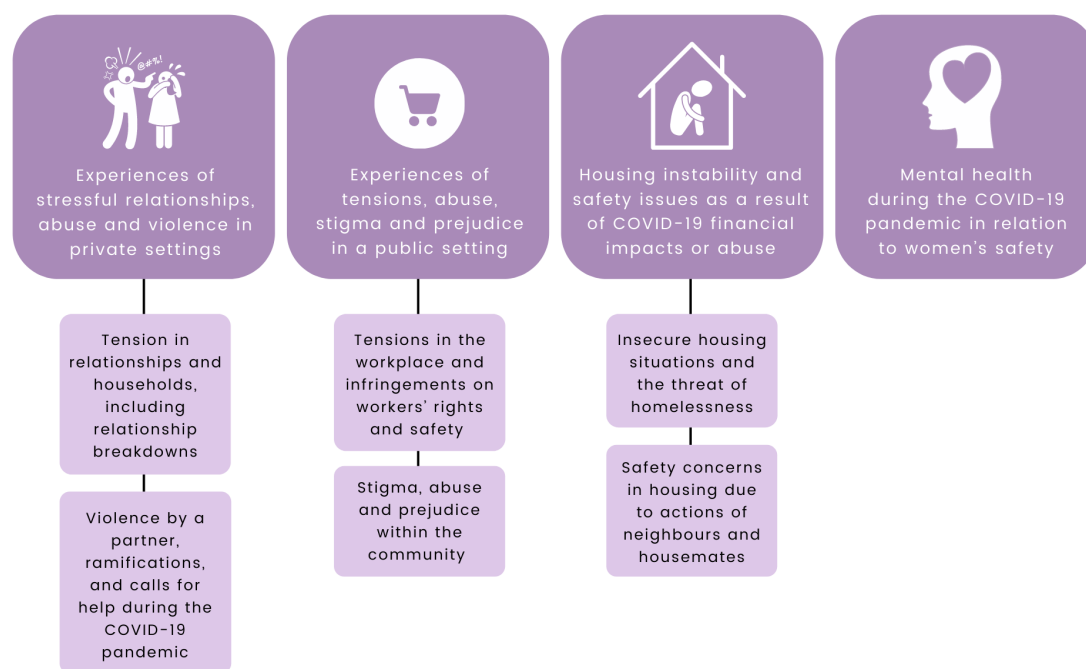 @#%!
Experiences of
stressful relationships,
abuse and violence in
private settings
Tension in
relationships and
households,
including
relationship
breakdowns
Violence by a
partner,
ramifications,
and calls for
help during the
COVID-19
pandemic
Experiences of
tensions, abuse,
stigma and prejudice
in a public setting
Tensions in the
workplace and
infringements on
workers’ rights
and safety
Stigma, abuse
and prejudice
within the
community
Housing instability and
safety issues as a result
of COVID-19 financial
impacts or abuse
Insecure housing
situations and
the threat of
homelessness
Safety concerns
in housing due
to actions of
neighbours and
housemates
Mental health
during the COVID-19
pandemic in relation
to women’s safety